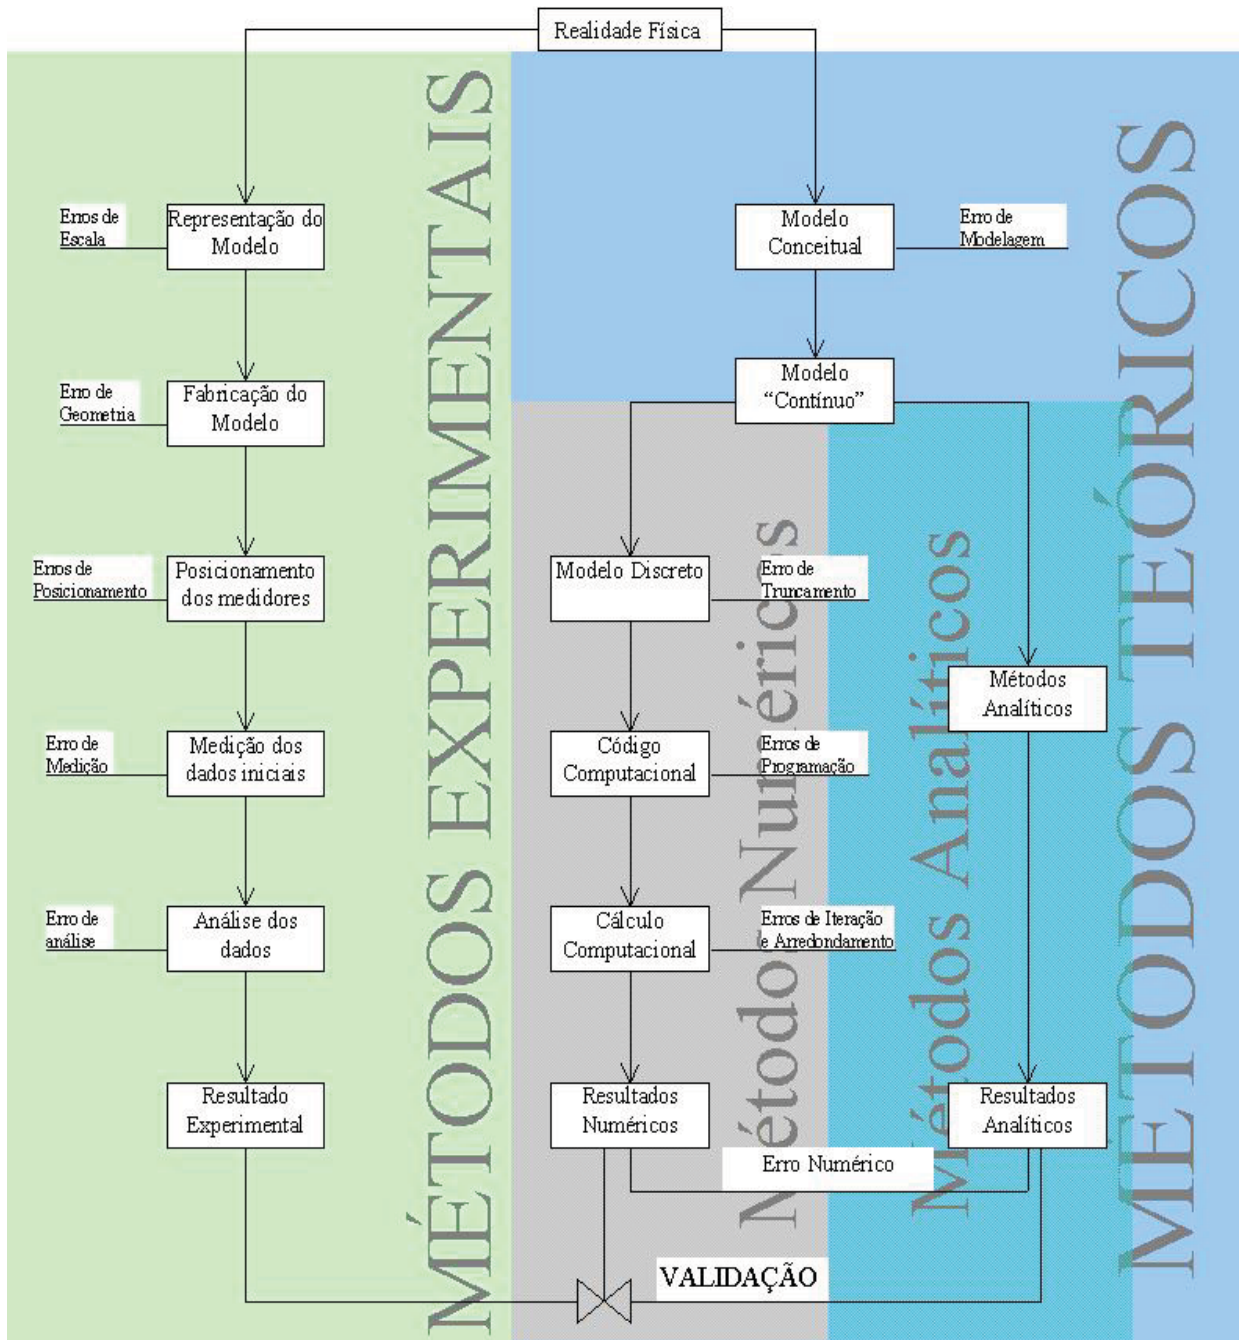 Realidade Física
MÉTODOS EXPERIMENTAIS
MÉTODOS TEÓRICOS
Erros de
Escala
Representação do
Modelo
Modelo
Conceitual
Erro de
Modelagem
Erro de
Geometria
Fabricação do
Modelo
Modelo
“Contínuo”
Métodos Numéricos
Métodos Analíticos
Erros de
Posicionamento
Posicionamento
dos medidores
Modelo Discreto
Erro de
Truncamento
Métodos
Analíticos
Erro de
Medição
Medição dos
dados iniciais
Código
Computacional
Erros de
Programação
Erro de
análise
Análise dos
dados
Cálculo
Computacional
Erros de Iteração
e Arredondamento
Resultado
Experimental
Resultados
Numéricos
Resultados
Analíticos
Erro Numérico
VALIDAÇÃO